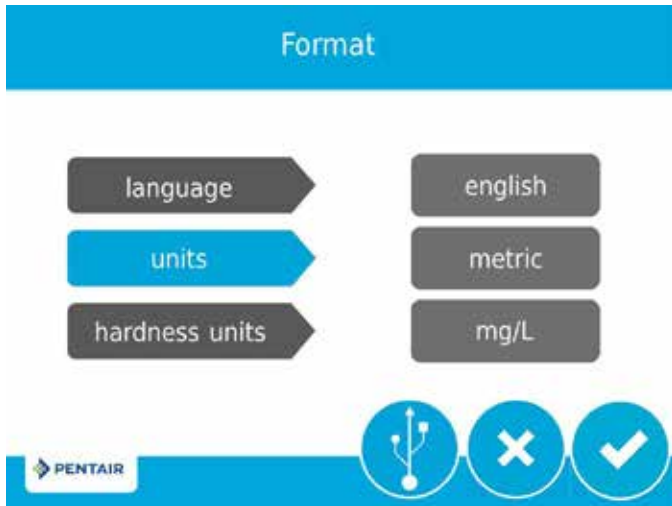 Format
language
english
units
metric
hardness units
mg/L
PENTAIR